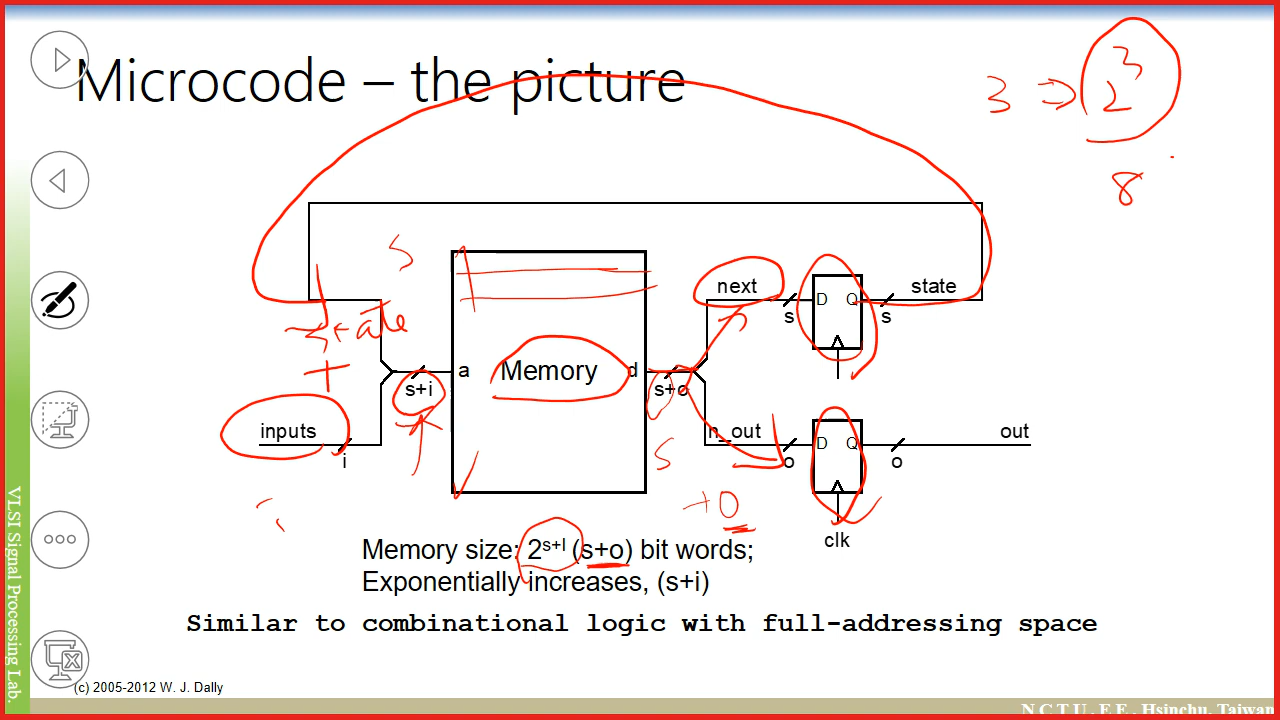 Microcode – the picture
3 ⇒ 2^3
8
s
next
D Q
state
s
s
state
+
a
Memory
d
s+i
s+o
inputs
i
n_out
D Q
out
o
o
s
+o
clk
Memory size: 2^s+I (s+o) bit words;
Exponentially increases, (s+i)
Similar to combinational logic with full-addressing space
VLSI Signal Processing Lab.
(c) 2005-2012 W. J. Dally
N C T U . E E , Hsinchu, Taiwan